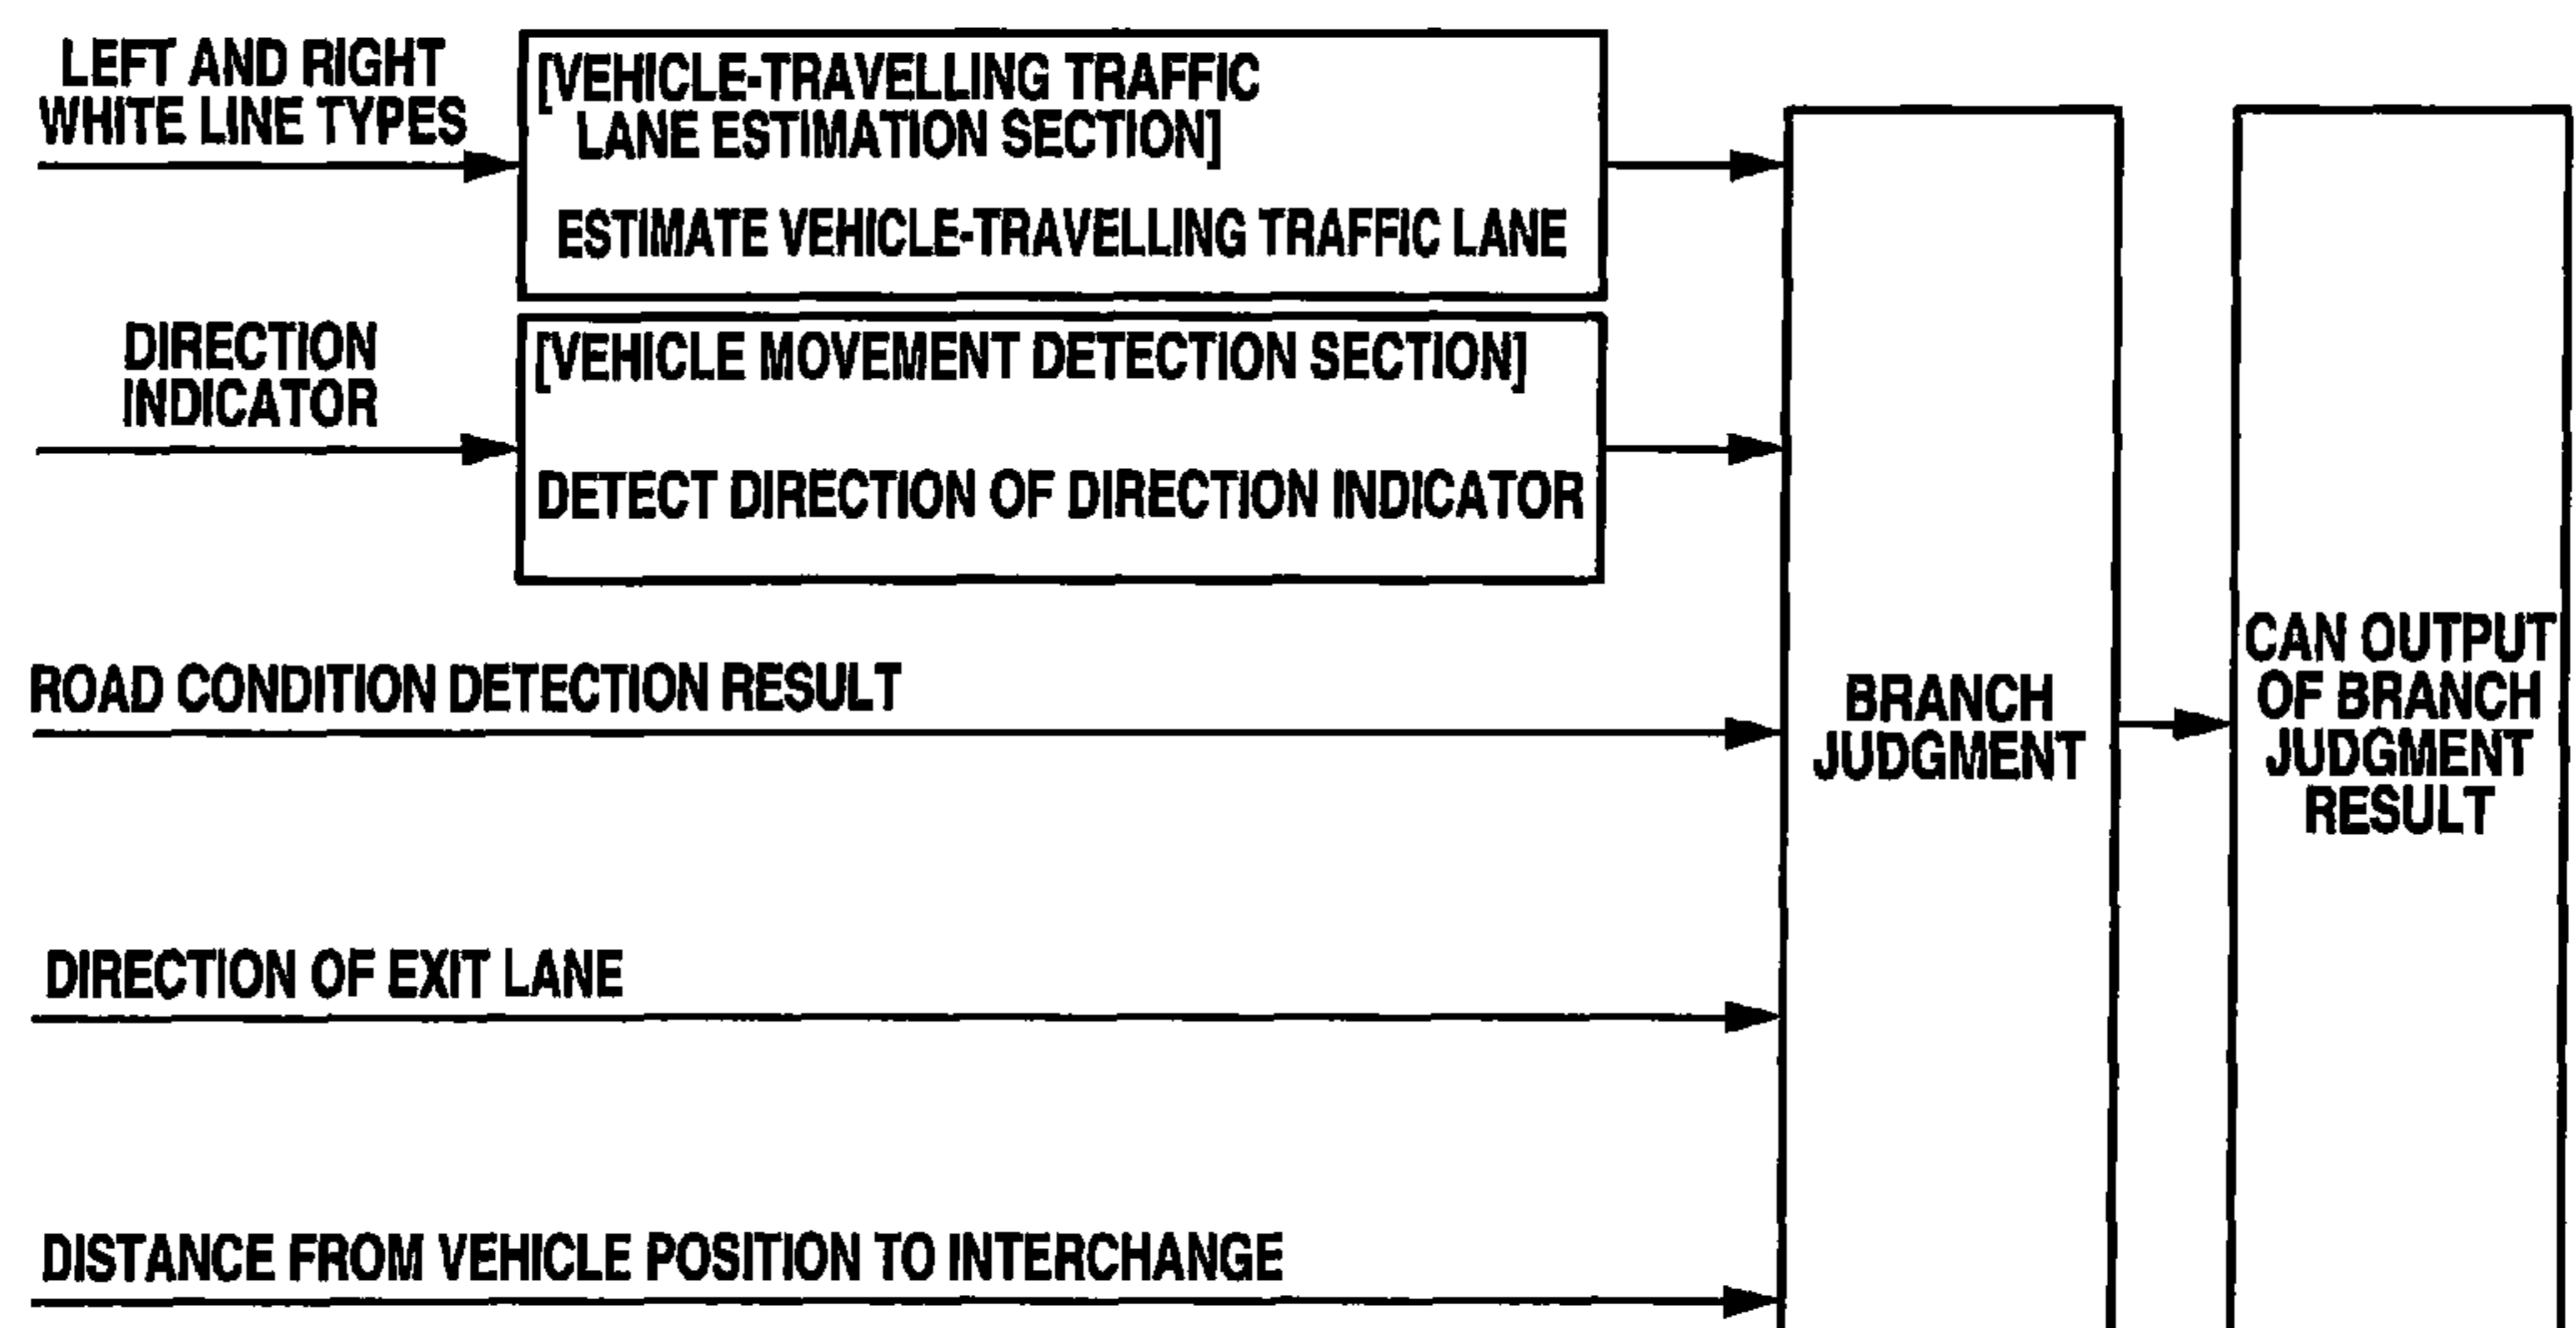 LEFT AND RIGHT
WHITE LINE TYPES
[VEHICLE-TRAVELLING TRAFFIC
LANE ESTIMATION SECTION]
ESTIMATE VEHICLE-TRAVELLING TRAFFIC LANE
DIRECTION
INDICATOR
[VEHICLE MOVEMENT DETECTION SECTION]
DETECT DIRECTION OF DIRECTION INDICATOR
ROAD CONDITION DETECTION RESULT
DIRECTION OF EXIT LANE
DISTANCE FROM VEHICLE POSITION TO INTERCHANGE
BRANCH
JUDGMENT
CAN OUTPUT
OF BRANCH
JUDGMENT
RESULT